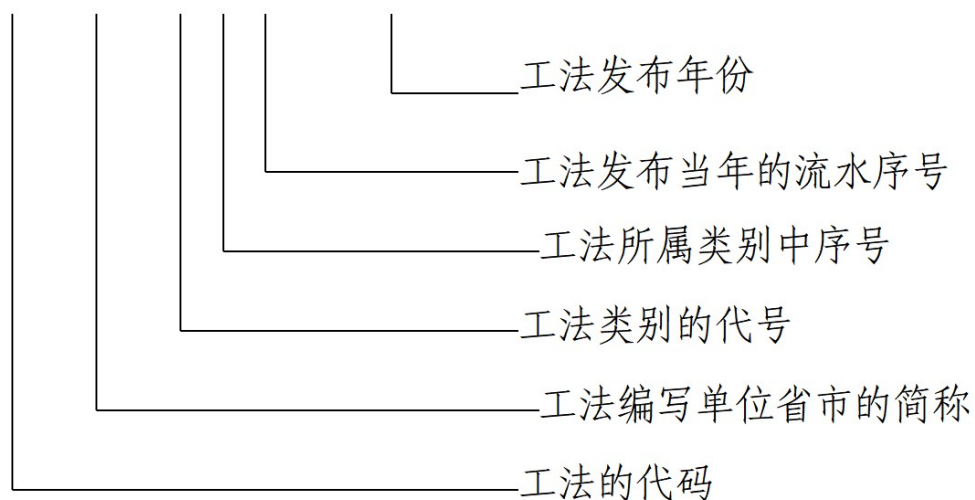 工法发布年份
工法发布当年的流水序号
工法所属类别中序号
工法类别的代号
工法编写单位省市的简称
工法的代码